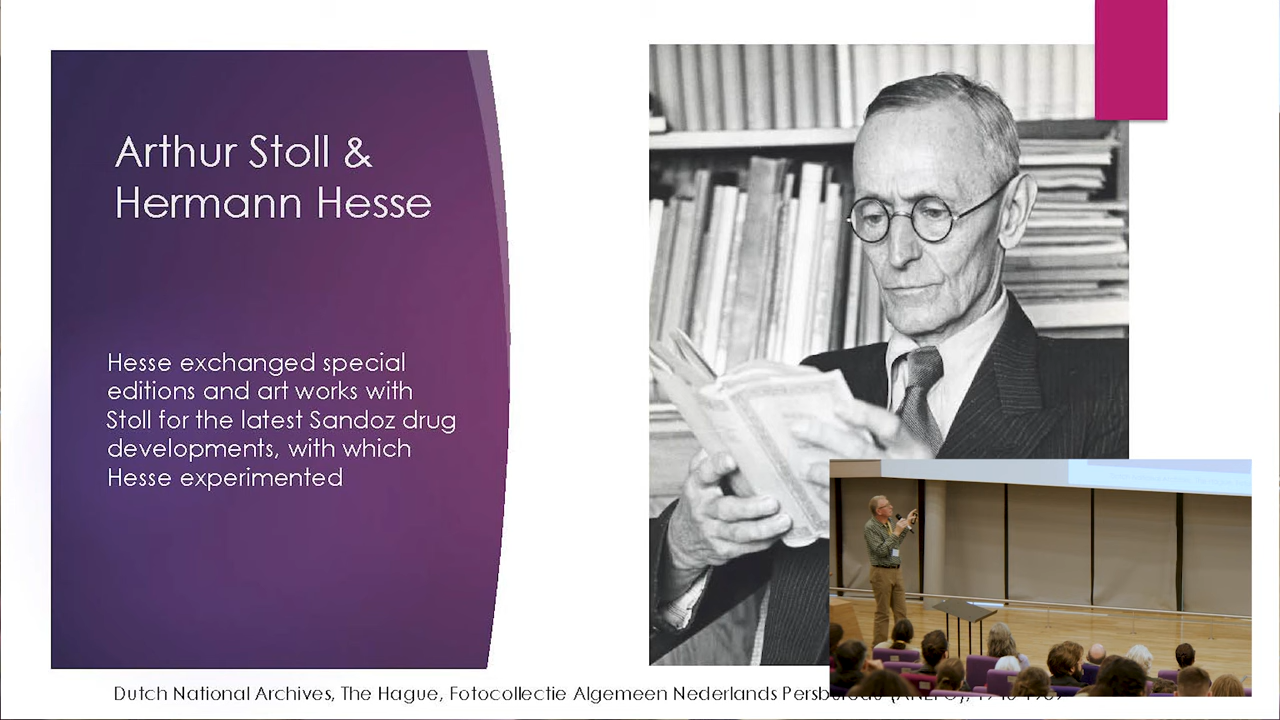 Arthur Stoll &
Hermann Hesse
Hesse exchanged special
editions and art works with
Stoll for the latest Sandoz drug
developments, with which
Hesse experimented
Dutch National Archives, The Hague, Fotocollectie Algemeen Nederlands